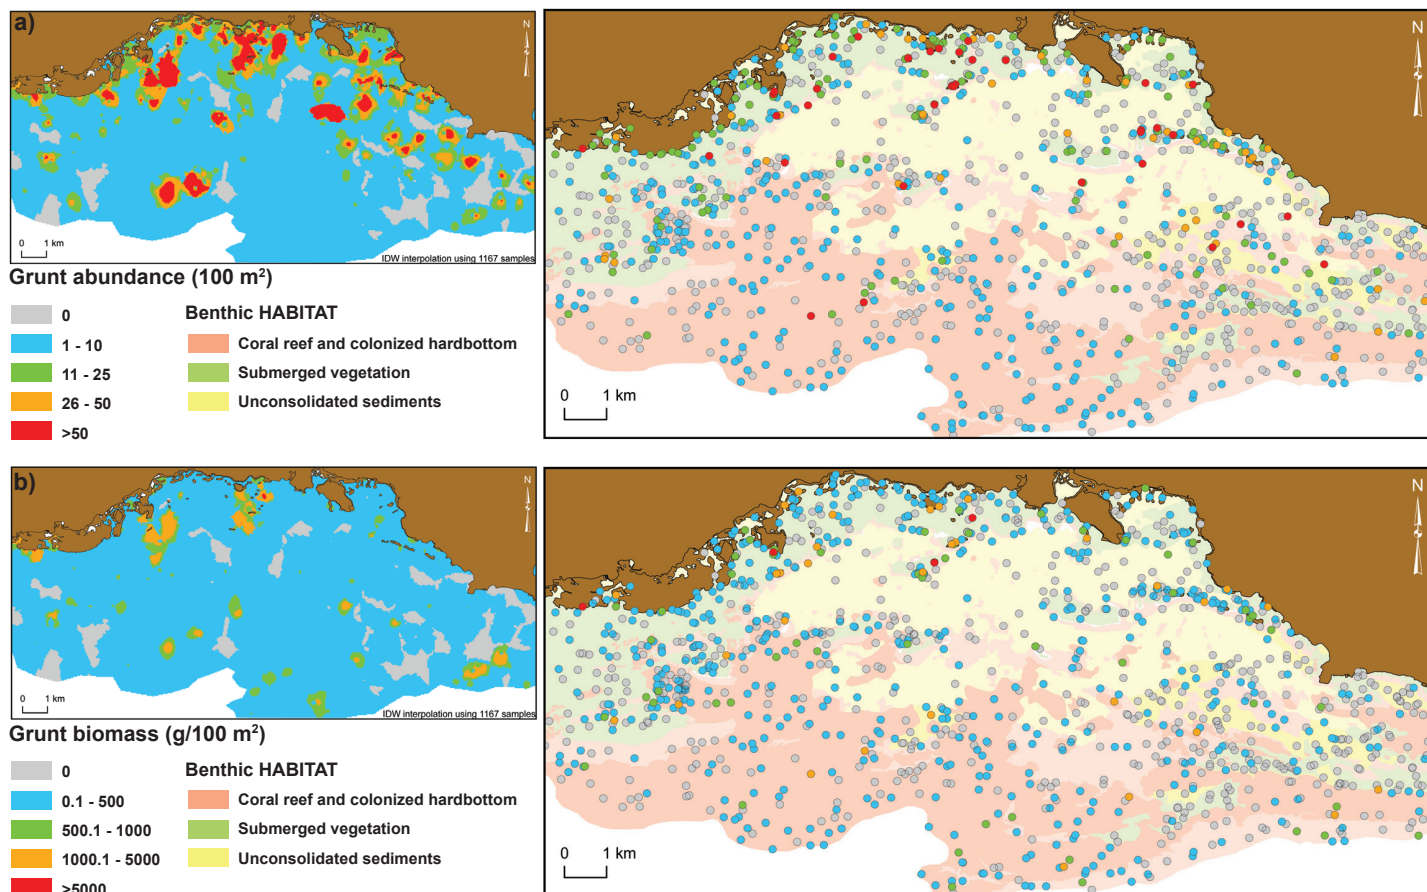 a)
N
0 1 km
IDW interpolation using 1167 samples
N
0 1 km
Grunt abundance (100 m²)
0
1 - 10
11 - 25
26 - 50
>50
Benthic HABITAT
Coral reef and colonized hardbottom
Submerged vegetation
Unconsolidated sediments
b)
N
0 1 km
IDW interpolation using 1167 samples
N
0 1 km
Grunt biomass (g/100 m²)
0
0.1 - 500
500.1 - 1000
1000.1 - 5000
>5000
Benthic HABITAT
Coral reef and colonized hardbottom
Submerged vegetation
Unconsolidated sediments